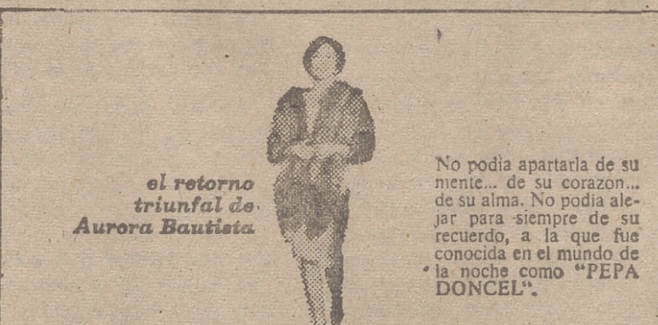 el retorno
triunfal de
Aurora Bautista
No podia apartarla de su
mente... de su corazon...
de su alma. No podia ale-
jar para siempre de su
recuerdo, a la que fue
conocida en el mundo de
la noche como “PEPA
DONCEL“.